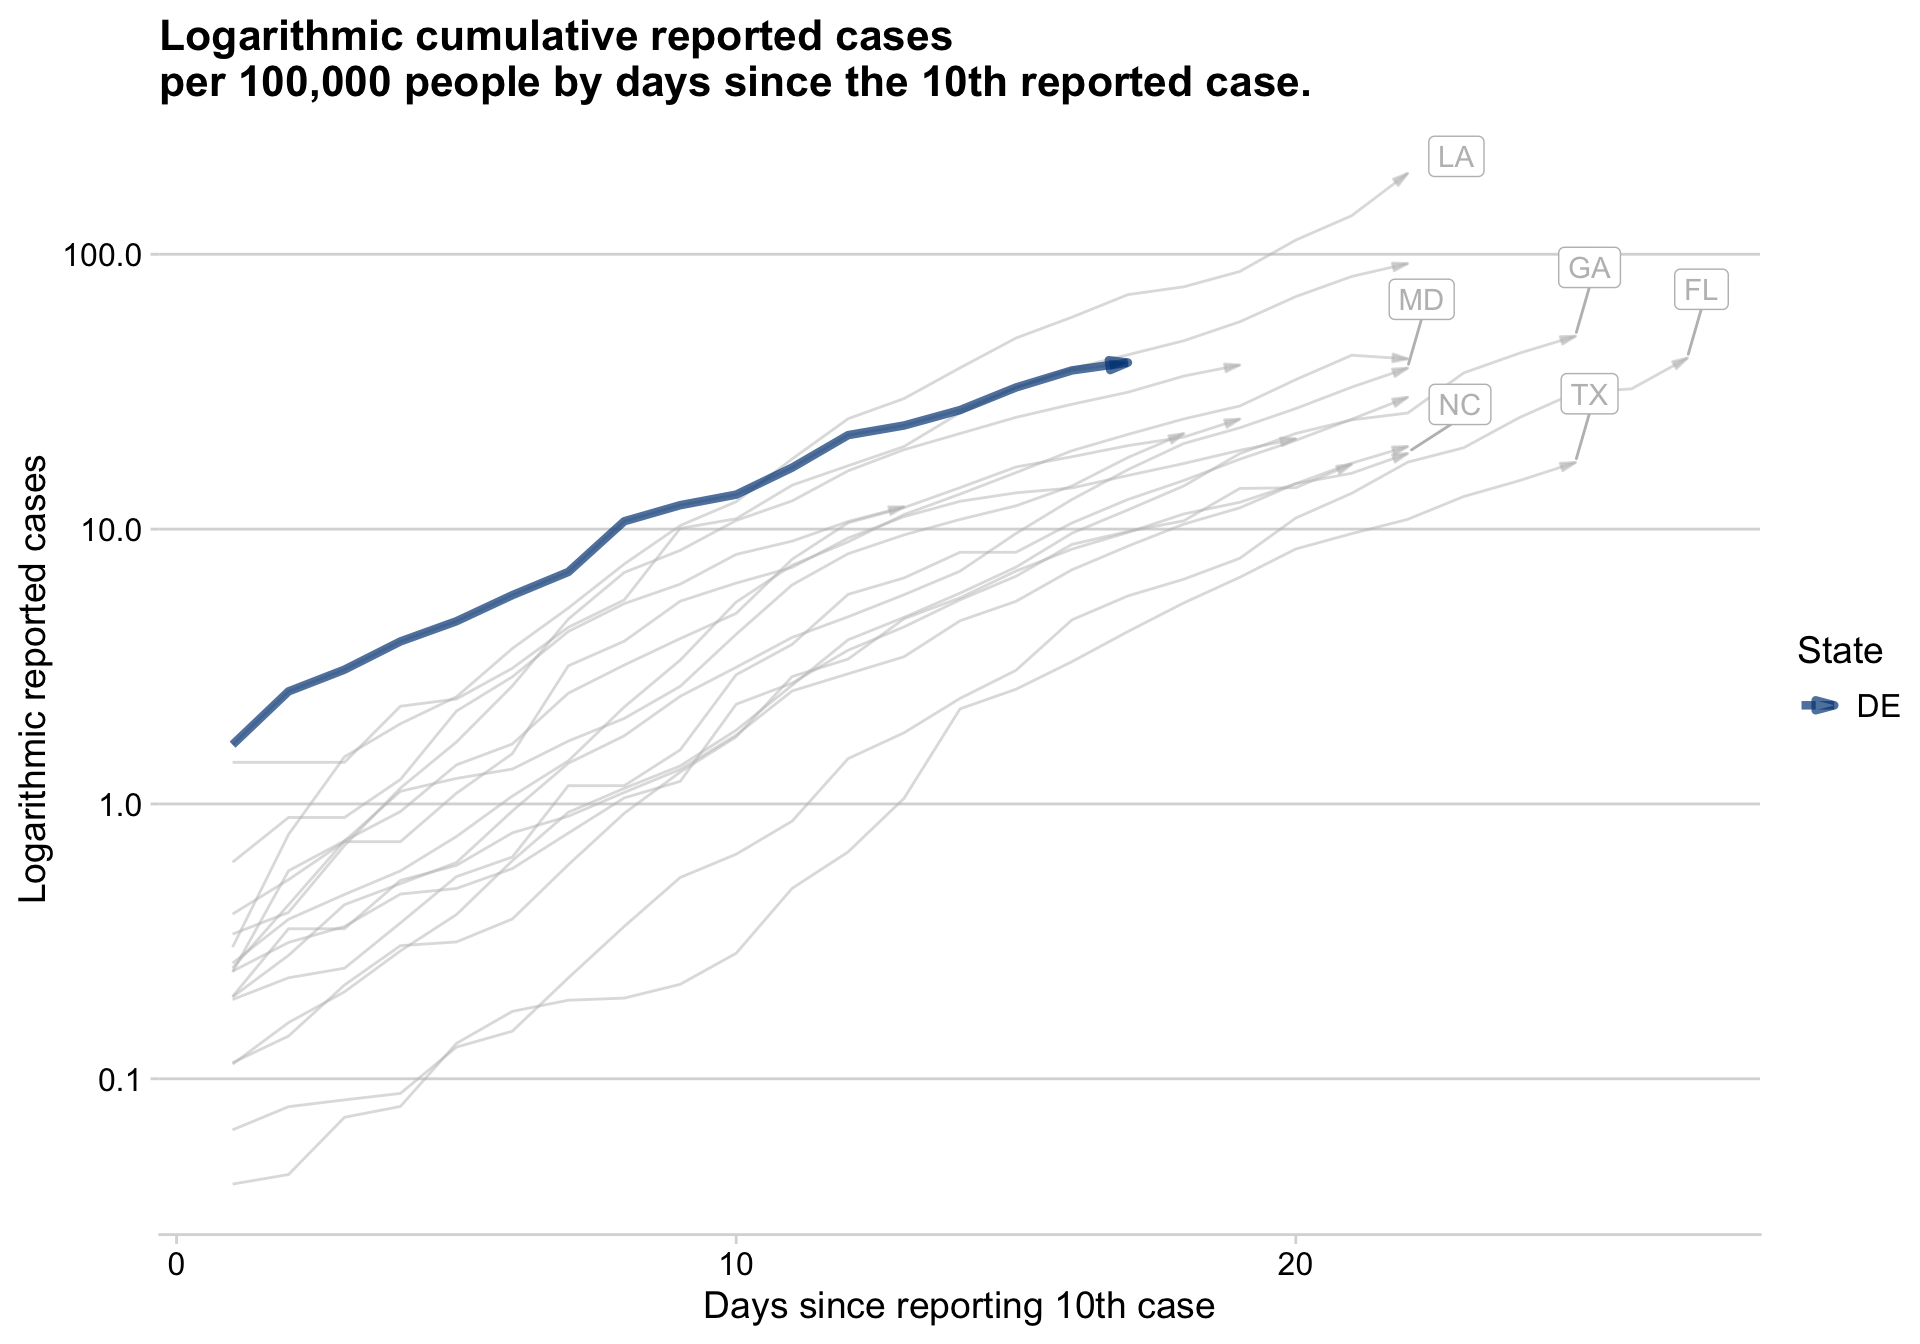 Logarithmic cumulative reported cases
per 100,000 people by days since the 10th reported case.
LA
GA
FL
MD
TX
NC
100.0
10.0
1.0
0.1
Logarithmic reported cases
State
DE
0
10
20
Days since reporting 10th case